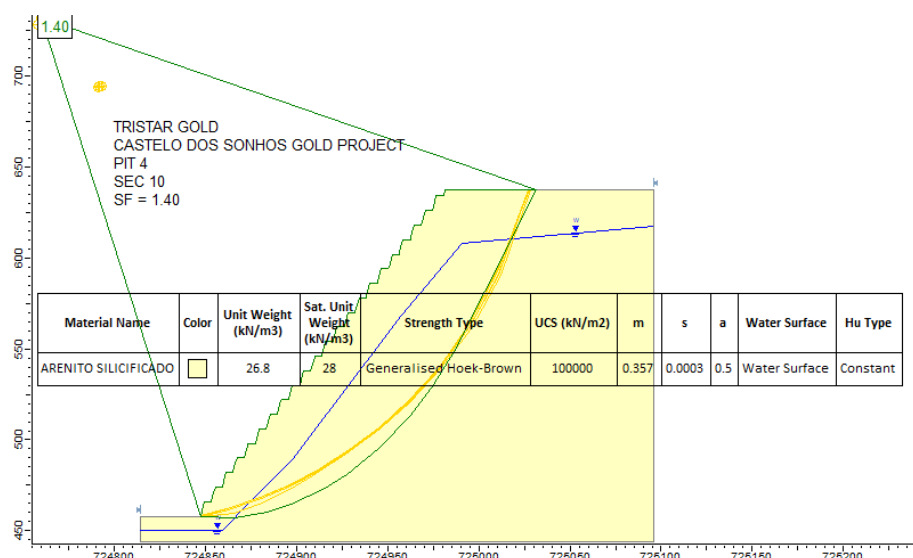 1.40
700
TRISTAR GOLD
CASTELO DOS SONHOS GOLD PROJECT
PIT 4
SEC 10
SF = 1.40
650
W
600
Material Name Color Unit Weight (kN/m3) Sat. Unit Weight (kN/m3) Strength Type UCS (kN/m2) m s a Water Surface Hu Type
ARENITO SILICIFICADO 26.8 28 Generalised Hoek-Brown 100000 0.357 0.0003 0.5 Water Surface Constant
550
500
450
724800 724850 724900 724950 725000 725050 725100 725150 725200